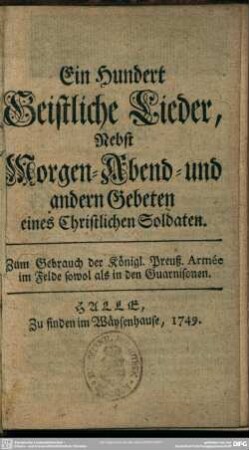 Ein Hundert
Geistliche Lieder,
Nebst
Morgen-Abend-und
andern Gebeten
eines Christlichen Soldaten.
Zum Gebrauch der Königl. Preuß. Armée
im Felde sowol als in den Guarnisonen.
HALLE,
Zu finden im Wäysenhause, 1749.